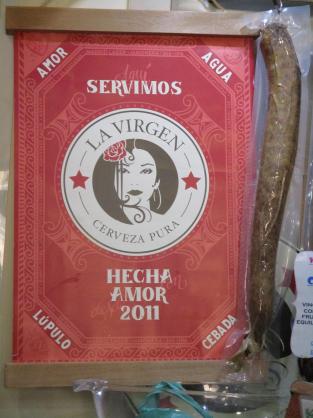 AMOR
AGUA
SERVIMOS
LA VIRGEN
CERVEZA PURA
HECHA
AMOR
2011
LÚPULO
CEBADA